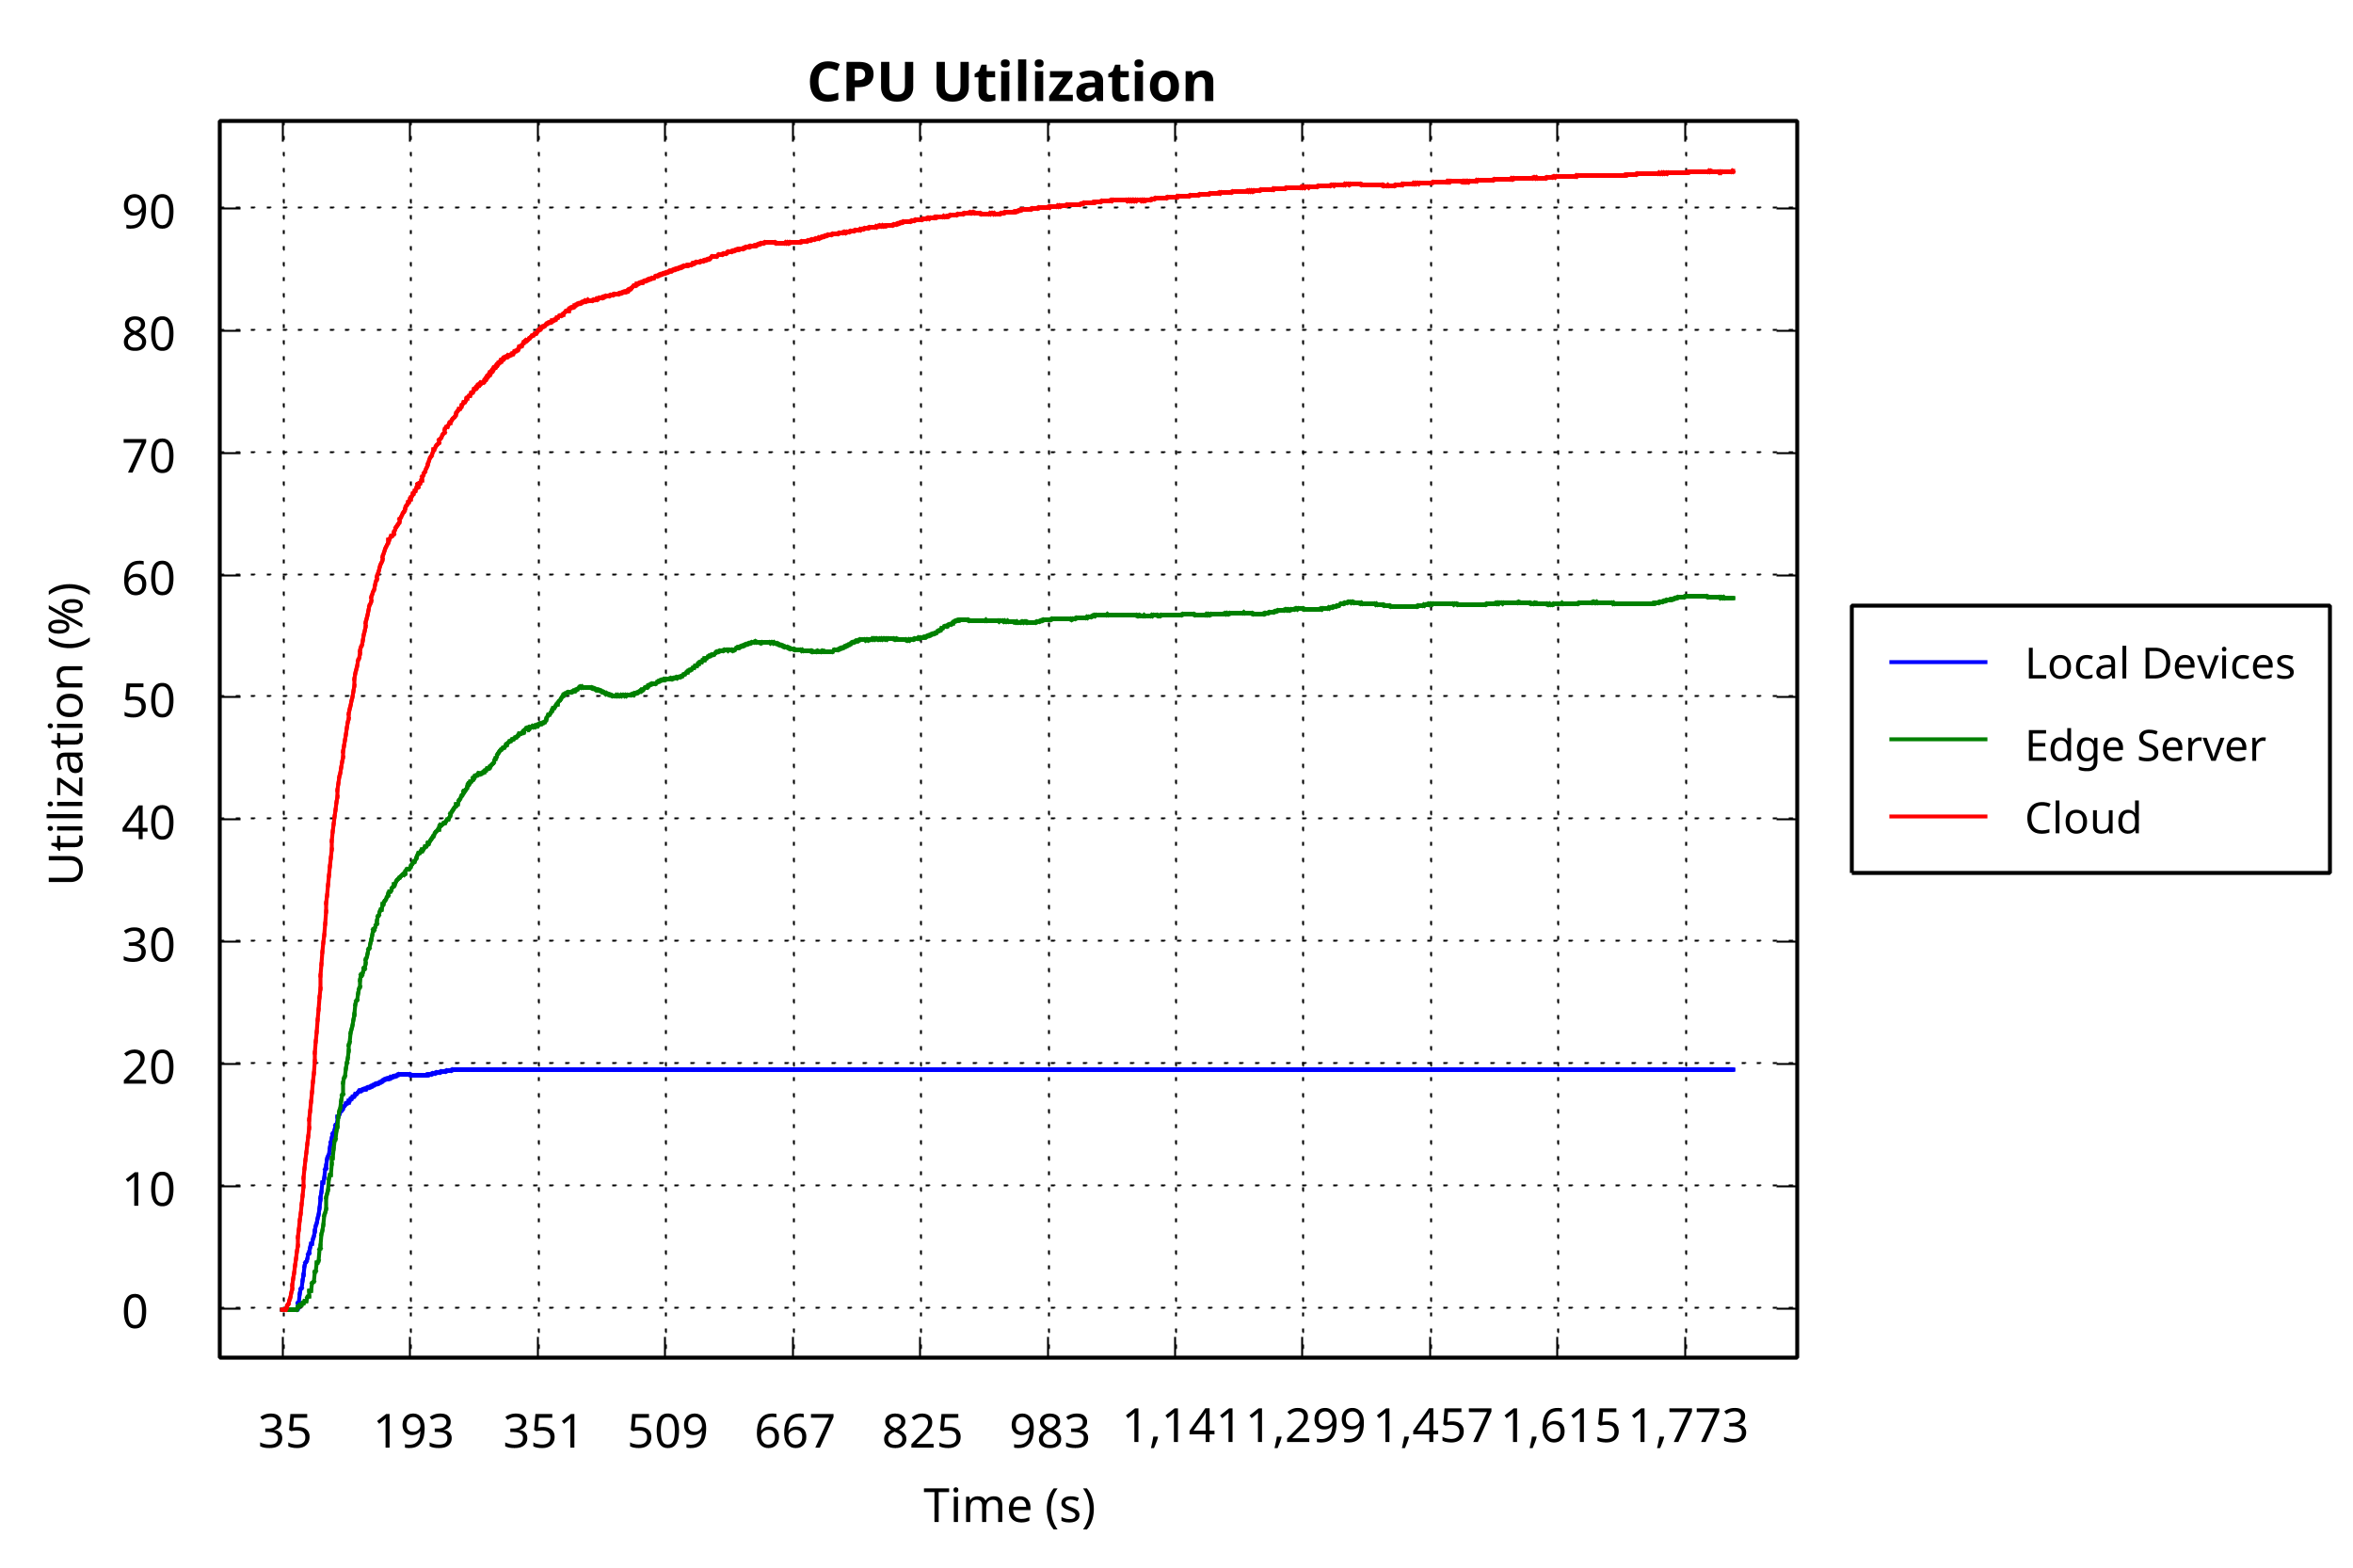 CPU Utilization
Utilization (%)
90
80
70
60
50
40
30
20
10
0
35 193 351 509 667 825 983 1,141 1,299 1,457 1,615 1,773
Time (s)
Local Devices
Edge Server
Cloud